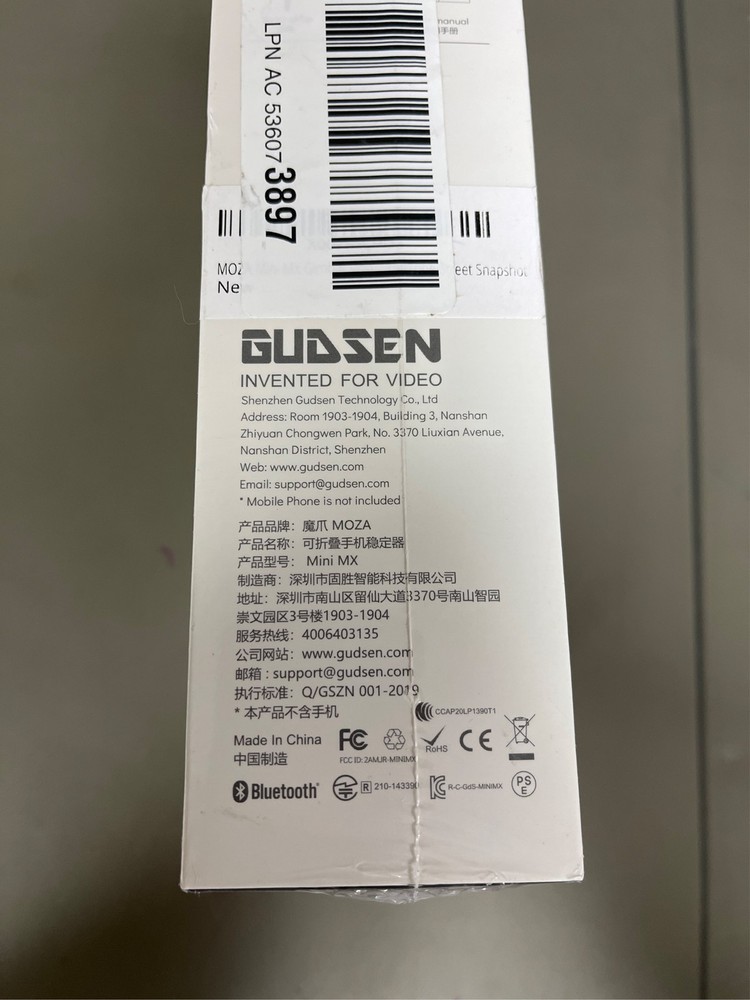 manual
手册
LPN AC 536073897
MOZ
eet Snapshot
Ne
GUDSEN
INVENTED FOR VIDEO
Shenzhen Gudsen Technology Co., Ltd
Address: Room 1903-1904, Building 3, Nanshan
Zhiyuan Chongwen Park, No. 3370 Liuxian Avenue.
Nanshan District, Shenzhen
Web: www.gudsen.com
Email: support@gudsen.com
* Mobile Phone is not included
产品品牌：魔爪 MOZA
产品名称：可折叠手机稳定器
产品型号： Mini MX
制造商：深圳市固胜智能科技有限公司
地址：深圳市南山区留仙大道3370号南山智园
崇文园区3号楼1903-1904
服务热线：4006403135
公司网站：www.gudsen.com
邮箱 : support@gudsen.com
执行标准：Q/GSZN 001-2019
* 本产品不含手机
CCAP20LP1390T1
Made In China
中国制造
FC
FCC ID: 2AMJR-MINIMX
RoHS
CE
Bluetooth®
R 210-143390
R-C-GdS-MINIMX
PS
E